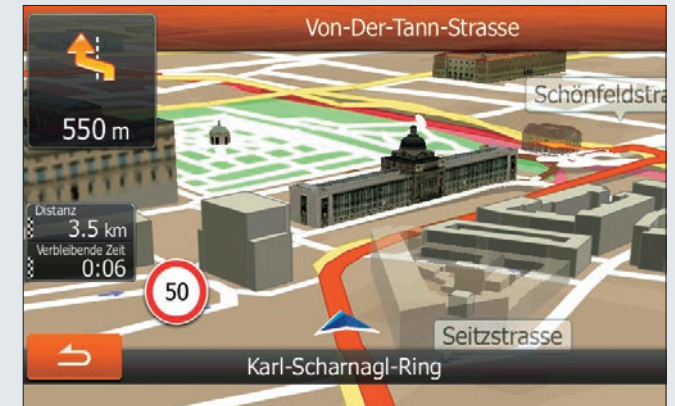 Von-Der-Tann-Strasse
550 m
Schönfeldstra
Distanz
3.5 km
Verbleibende Zeit
0:06
50
Seitzstrasse
Karl-Scharnagl-Ring